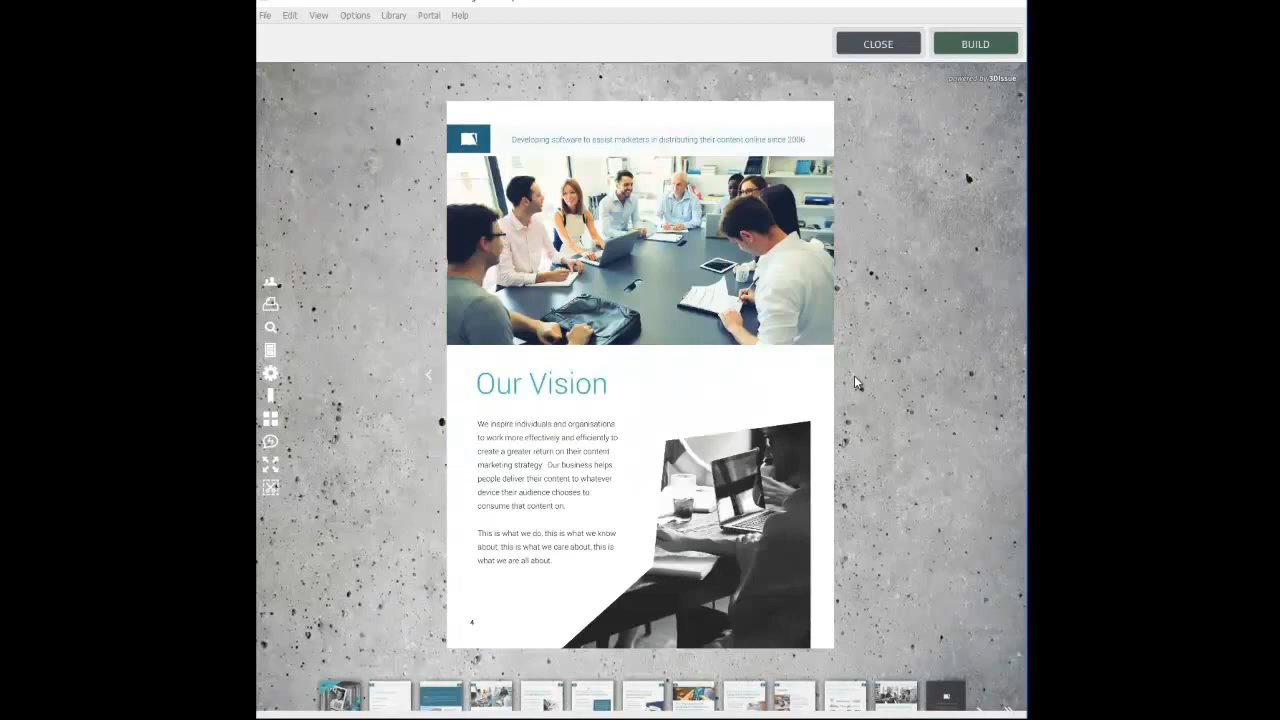 File Edit View Options Library Portal Help
CLOSE BUILD
powered by 3DIssue
Developing software to assist marketers in distributing their content online since 2006
Our Vision
We inspire individuals and organisations
to work more effectively and efficiently to
create a greater return on their content
marketing strategy. Our business helps
people deliver their content to whatever
device their audience chooses to
consume that content on.
This is what we do, this is what we know
about, this is what we care about, this is
what we are all about.
4